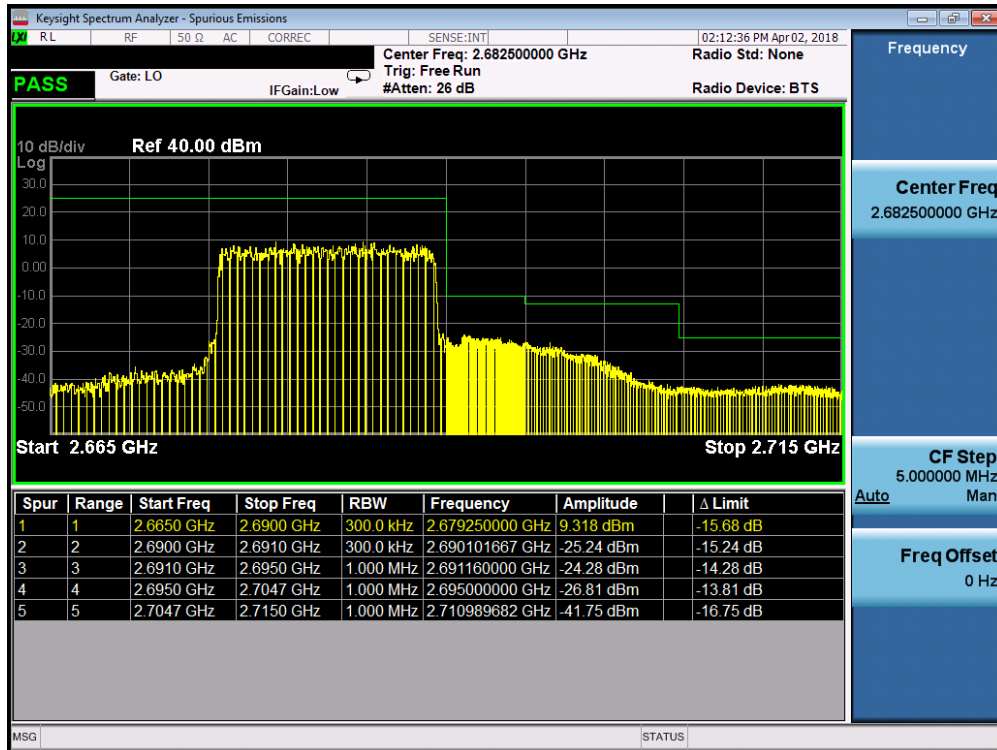 Keysight Spectrum Analyzer - Spurious Emissions
LXI RL RF 50 Ω AC CORREC SENSE:INT 02:12:36 PM Apr 02, 2018
Center Freq: 2.682500000 GHz Radio Std: None
Gate: LO Trig: Free Run
PASS IFGain:Low #Atten: 26 dB Radio Device: BTS
Frequency
10 dB/div Ref 40.00 dBm
Log
30.0
20.0
10.0
0.00
-10.0
-20.0
-30.0
-40.0
-50.0
Start 2.665 GHz Stop 2.715 GHz
Center Freq
2.682500000 GHz
CF Step
5.000000 MHz
Auto Man
Freq Offset
0 Hz
Spur Range Start Freq Stop Freq RBW Frequency Amplitude Δ Limit
1 1 2.6650 GHz 2.6900 GHz 300.0 kHz 2.679250000 GHz 9.318 dBm -15.68 dB
2 2 2.6900 GHz 2.6910 GHz 300.0 kHz 2.690101667 GHz -25.24 dBm -15.24 dB
3 3 2.6910 GHz 2.6950 GHz 1.000 MHz 2.691160000 GHz -24.28 dBm -14.28 dB
4 4 2.6950 GHz 2.7047 GHz 1.000 MHz 2.695000000 GHz -26.81 dBm -13.81 dB
5 5 2.7047 GHz 2.7150 GHz 1.000 MHz 2.710989682 GHz -41.75 dBm -16.75 dB
MSG STATUS